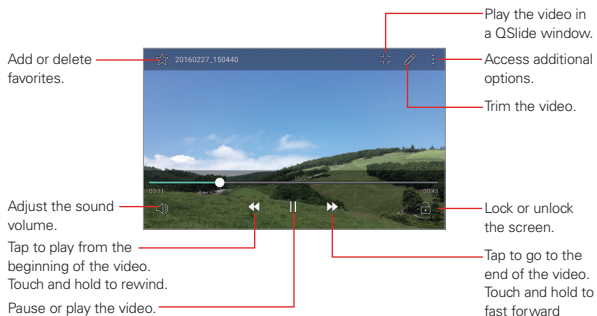 Play the video in
a QSlide window.
Add or delete
favorites.
20160227_150440
Access additional
options.
Trim the video.
00:11
00:45
Adjust the sound
volume.
Lock or unlock
the screen.
Tap to play from the
beginning of the video.
Touch and hold to rewind.
Tap to go to the
end of the video.
Touch and hold to
fast forward
Pause or play the video.